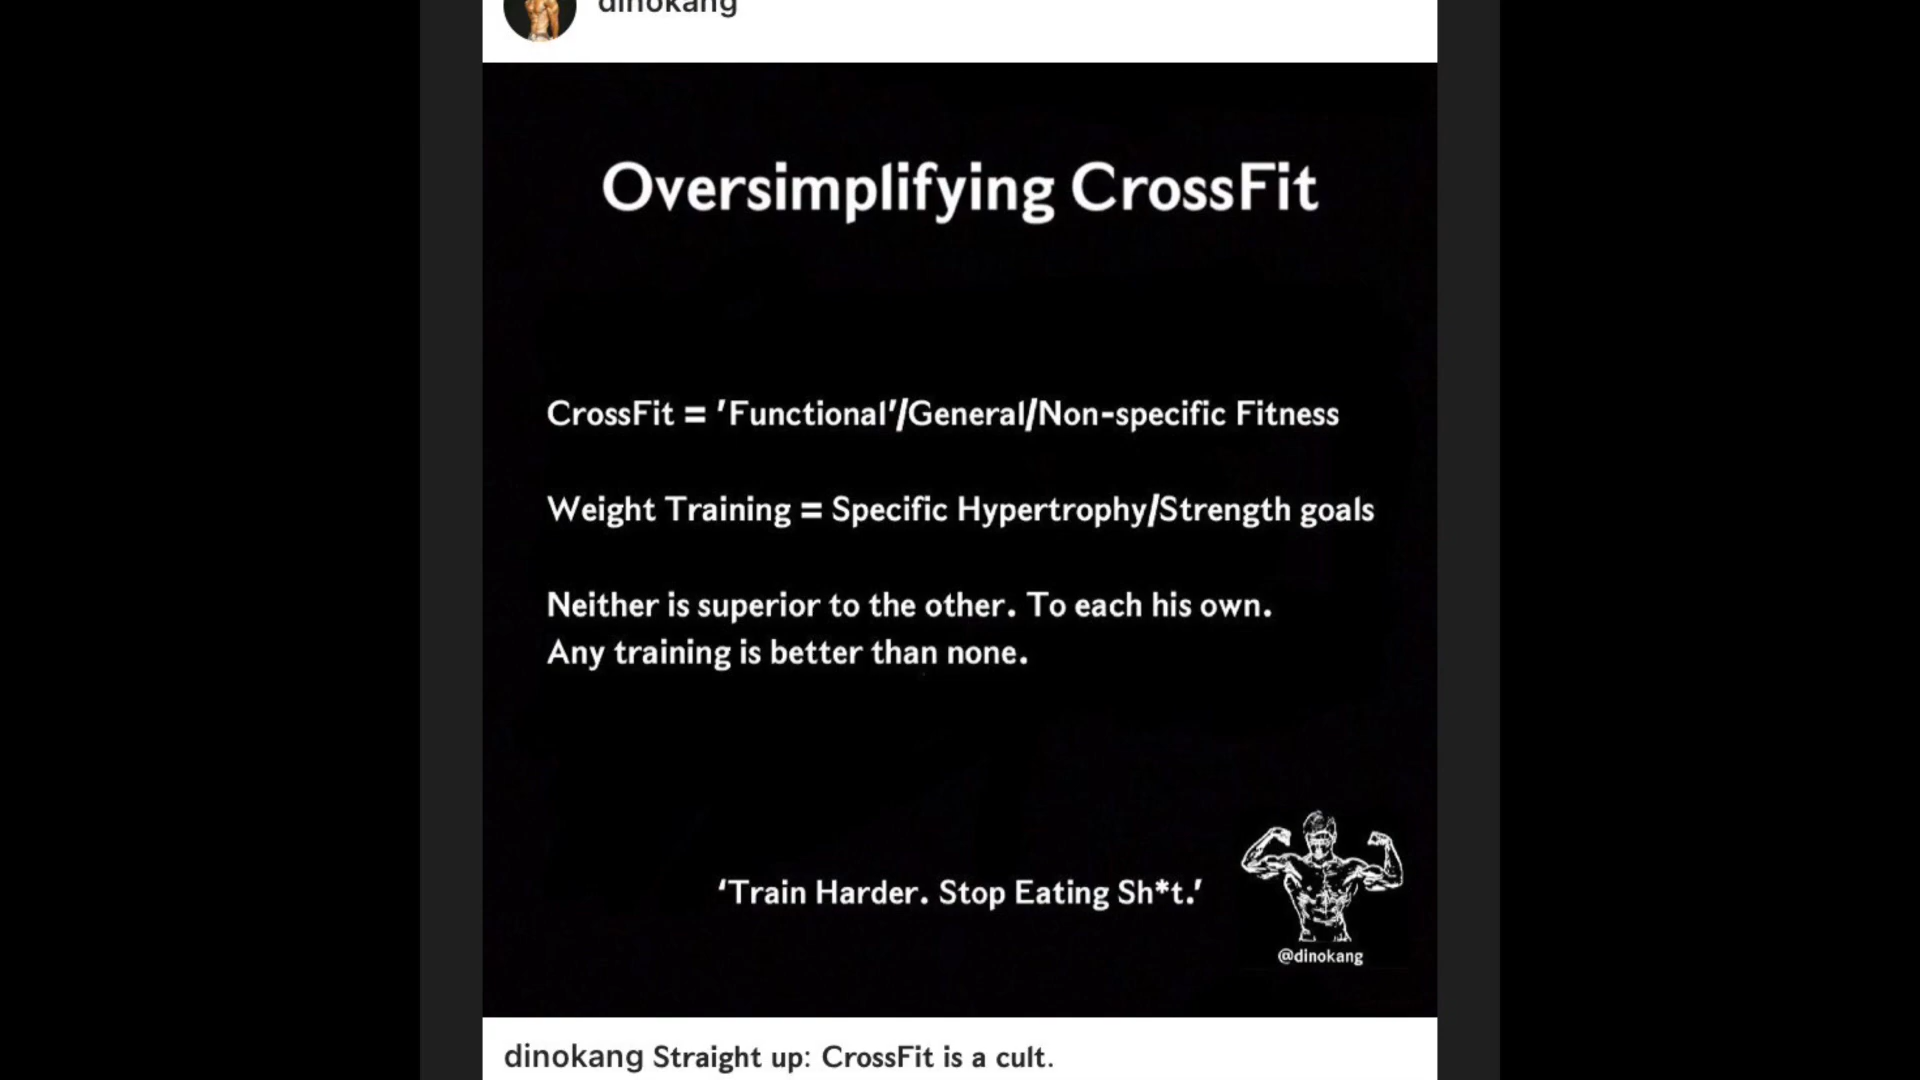 dinokang
Oversimplifying CrossFit
CrossFit = 'Functional'/General/Non-specific Fitness
Weight Training = Specific Hypertrophy/Strength goals
Neither is superior to the other. To each his own.
Any training is better than none.
‘Train Harder. Stop Eating Sh*t.’
@dinokang
dinokang Straight up: CrossFit is a cult.